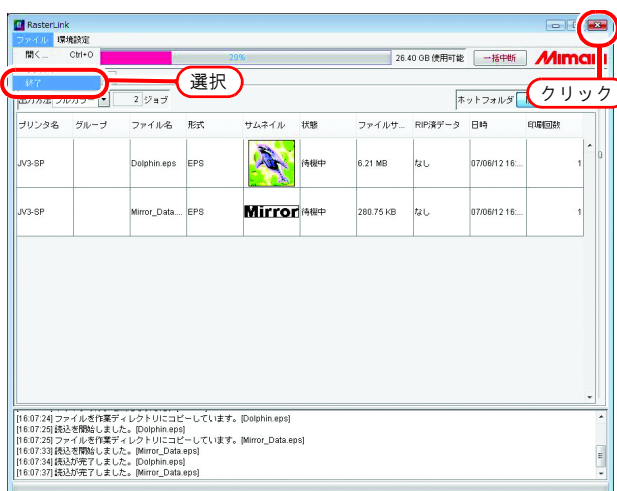 RasterLink
ファイル 環境設定
開く... Ctrl+O 29% 26.40 GB 使用可能 一括中断 Mimaki
終了 選択 クリック
フルカラー 2 ジョブ ホットフォルダ
プリンタ名 グループ ファイル名 形式 サムネイル 状態 ファイルサ... RIP済データ 日時 印刷回数
JV3-SP Dolphin.eps EPS 待機中 6.21 MB なし 07/06/12 16:... 1
JV3-SP Mirror_Data.... EPS Mirror 待機中 280.75 KB なし 07/06/12 16:... 1
[16:07:24] ファイルを作業ディレクトリにコピーしています。 [Dolphin.eps]
[16:07:25] 読込を開始しました。 [Dolphin.eps]
[16:07:25] ファイルを作業ディレクトリにコピーしています。 [Mirror_Data.eps]
[16:07:33] 読込を開始しました。 [Mirror_Data.eps]
[16:07:34] 読込が完了しました。 [Dolphin.eps]
[16:07:37] 読込が完了しました。 [Mirror_Data.eps]